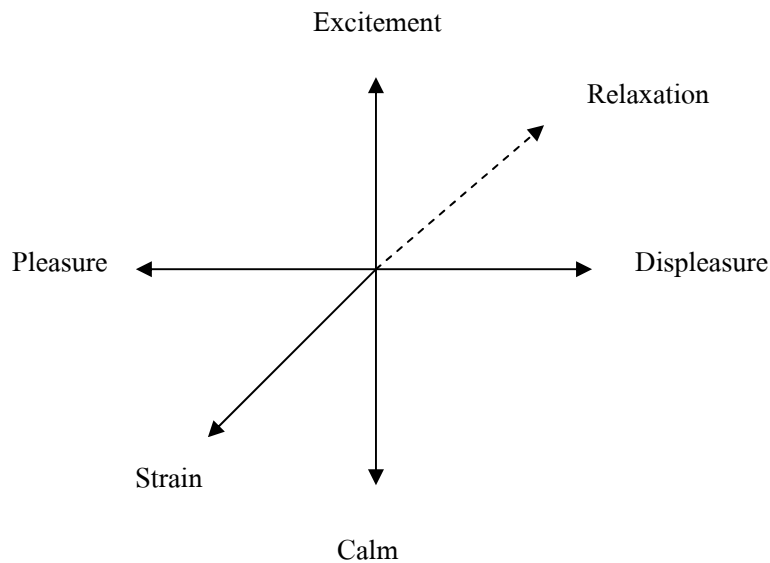 Excitement
Relaxation
Pleasure
Displeasure
Strain
Calm